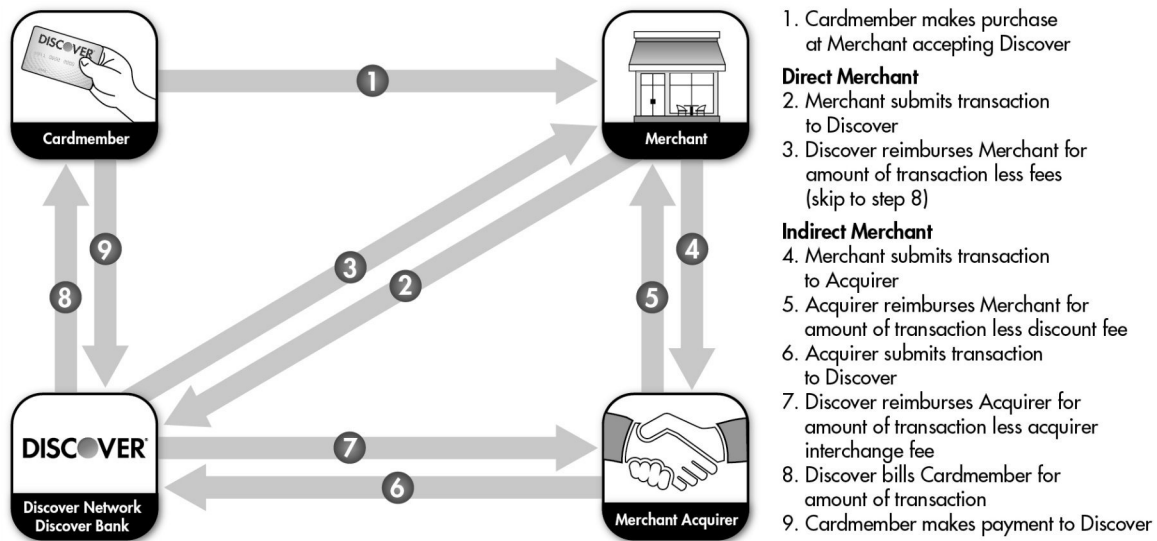 DISCOVER
Cardmember
1
Merchant
9
8
3
2
4
5
DISCOVER
Discover Network
Discover Bank
7
6
Merchant Acquirer
1. Cardmember makes purchase
at Merchant accepting Discover
Direct Merchant
2. Merchant submits transaction
to Discover
3. Discover reimburses Merchant for
amount of transaction less fees
(skip to step 8)
Indirect Merchant
4. Merchant submits transaction
to Acquirer
5. Acquirer reimburses Merchant for
amount of transaction less discount fee
6. Acquirer submits transaction
to Discover
7. Discover reimburses Acquirer for
amount of transaction less acquirer
interchange fee
8. Discover bills Cardmember for
amount of transaction
9. Cardmember makes payment to Discover